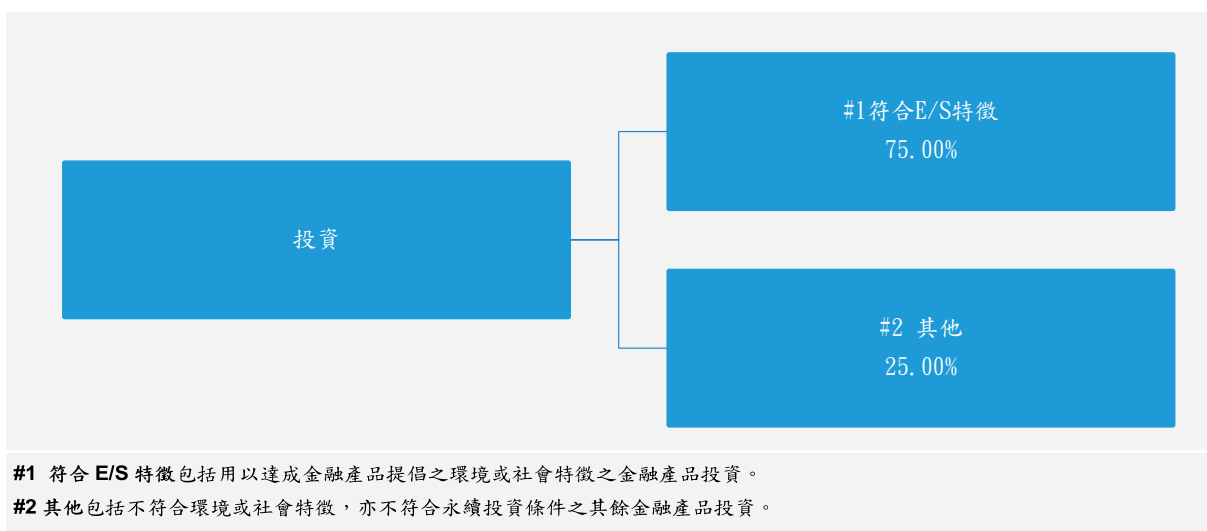 #1符合E/S特徵
75.00%
投資
#2 其他
25.00%
#1 符合 E/S 特徵包括用以達成金融產品提倡之環境或社會特徵之金融產品投資。
#2 其他包括不符合環境或社會特徵，亦不符合永續投資條件之其餘金融產品投資。